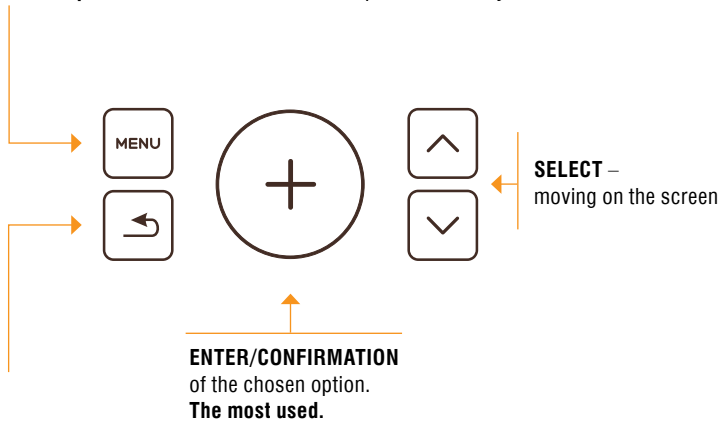 MENU
SELECT –
moving on the screen
ENTER/CONFIRMATION
of the chosen option.
The most used.